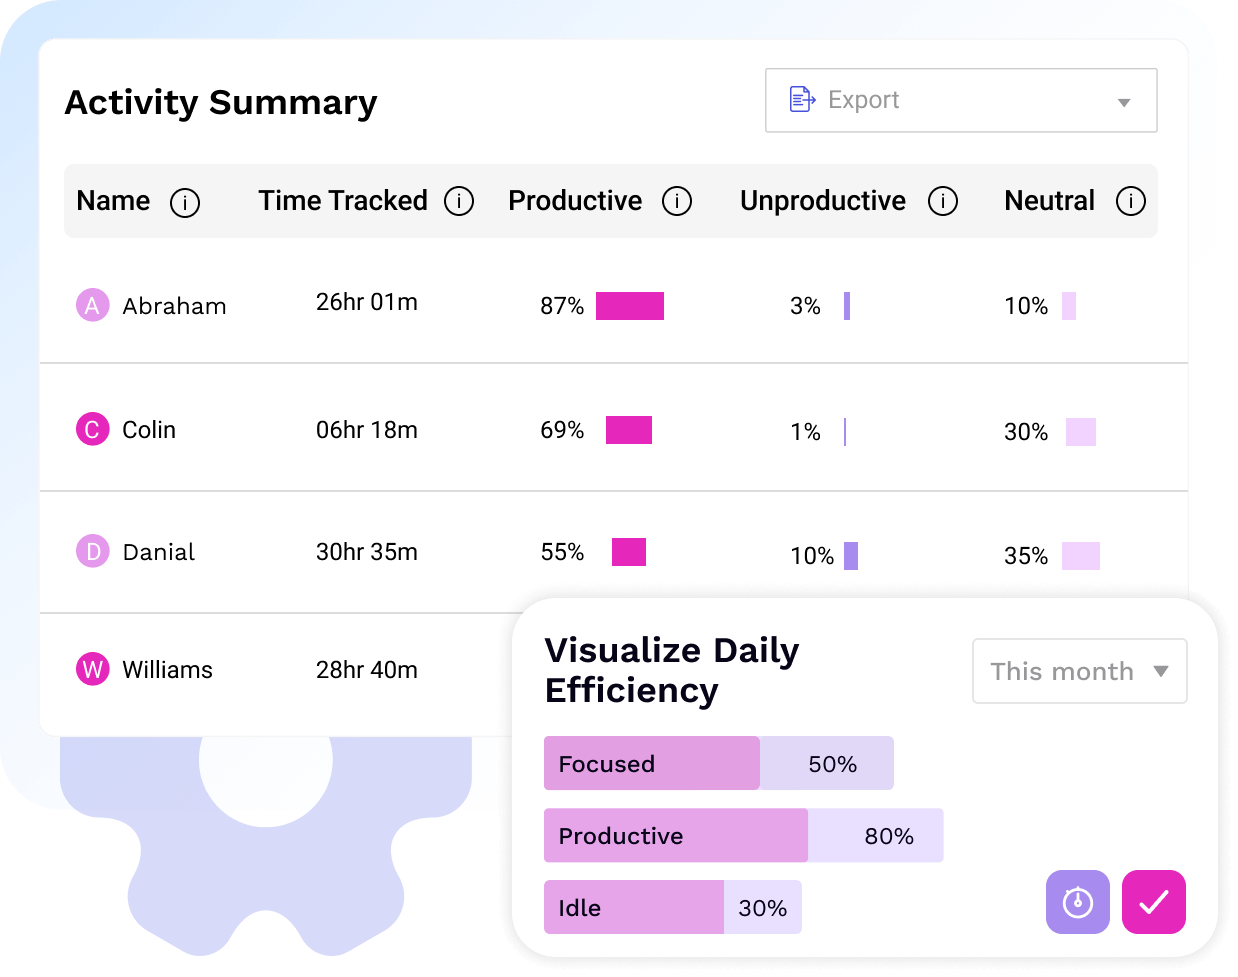 Activity Summary
Export
Name Time Tracked Productive Unproductive Neutral
A Abraham 26hr 01m 87% 3% 10%
C Colin 06hr 18m 69% 1% 30%
D Danial 30hr 35m 55% 10% 35%
W Williams 28hr 40m
Visualize Daily
Efficiency
This month
Focused 50%
Productive 80%
Idle 30%